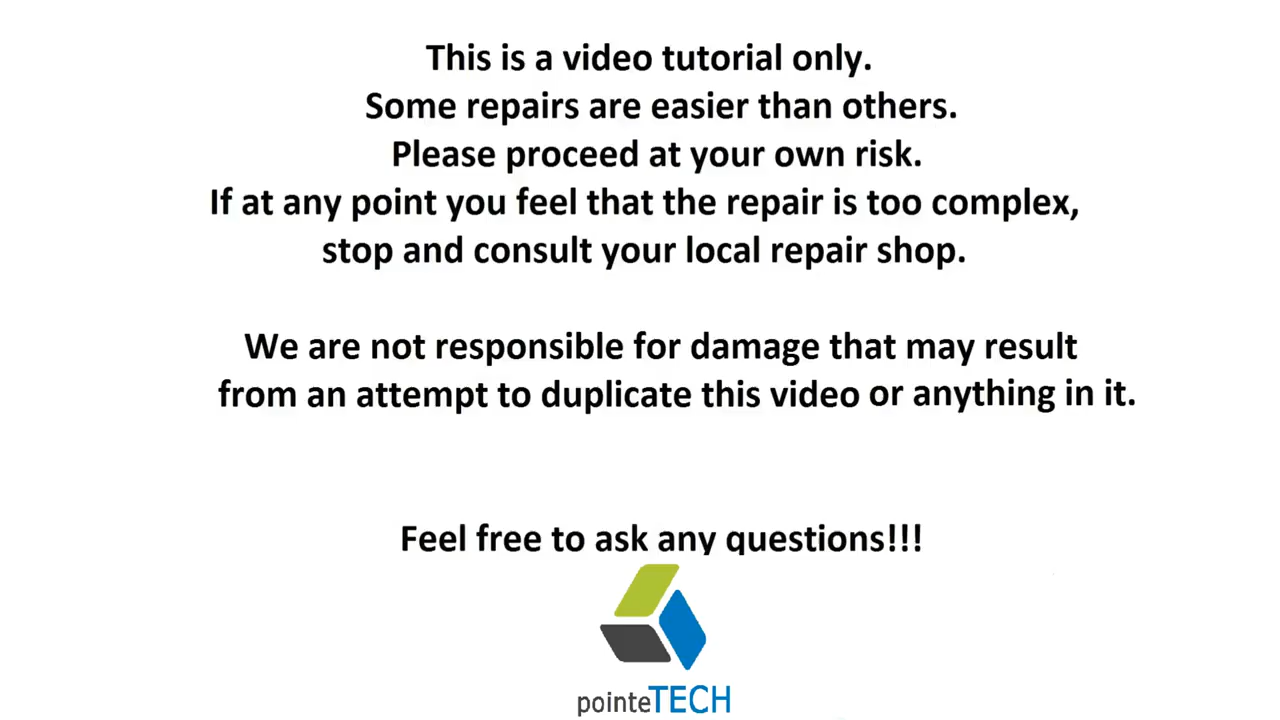 This is a video tutorial only.
Some repairs are easier than others.
Please proceed at your own risk.
If at any point you feel that the repair is too complex,
stop and consult your local repair shop.
We are not responsible for damage that may result
from an attempt to duplicate this video or anything in it.
Feel free to ask any questions!!!
pointeTECH